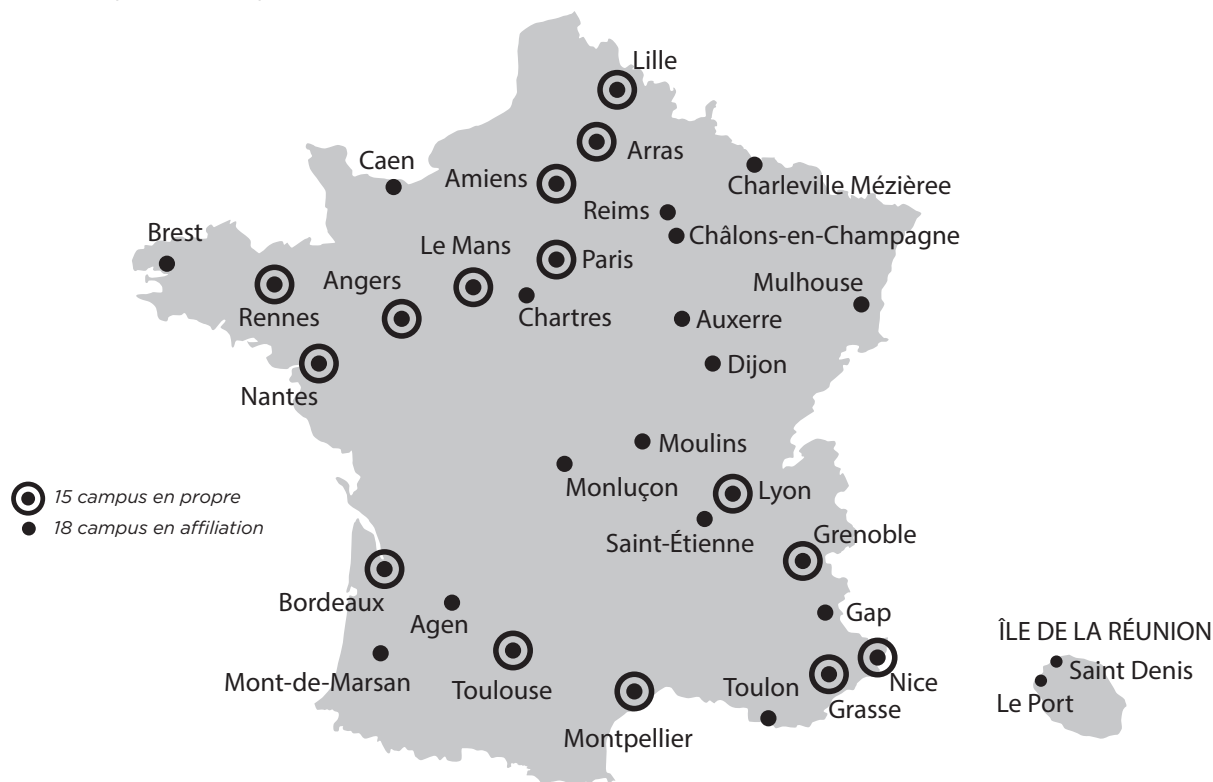 Lille
Arras
Caen
Amiens
Charleville Mézièree
Reims
Brest
Châlons-en-Champagne
Le Mans
Paris
Angers
Mulhouse
Rennes
Chartres
Auxerre
Dijon
Nantes
Moulins
Monluçon
Lyon
15 campus en propre
18 campus en affiliation
Saint-Étienne
Grenoble
Bordeaux
Agen
Gap
ÎLE DE LA RÉUNION
Saint Denis
Mont-de-Marsan
Toulouse
Toulon
Nice
Le Port
Grasse
Montpellier